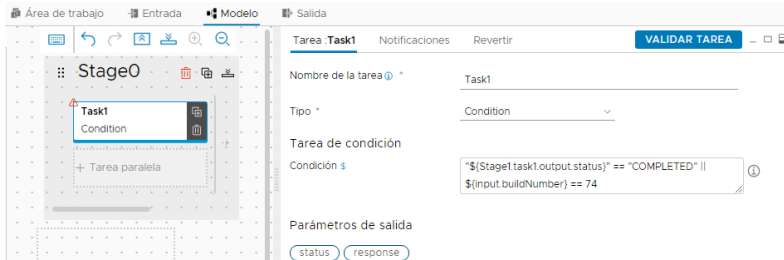 Área de trabajo Entrada Modelo Salida
Tarea :Task1 Notificaciones Revertir VALIDAR TAREA
Stage0
Nombre de la tarea * Task1
Task1
Condition
Tipo * Condition
+ Tarea paralela
Tarea de condición
Condición $ "${Stage1.task1.output.status}" == "COMPLETED" ||
${input.buildNumber} == 74
Parámetros de salida
status response